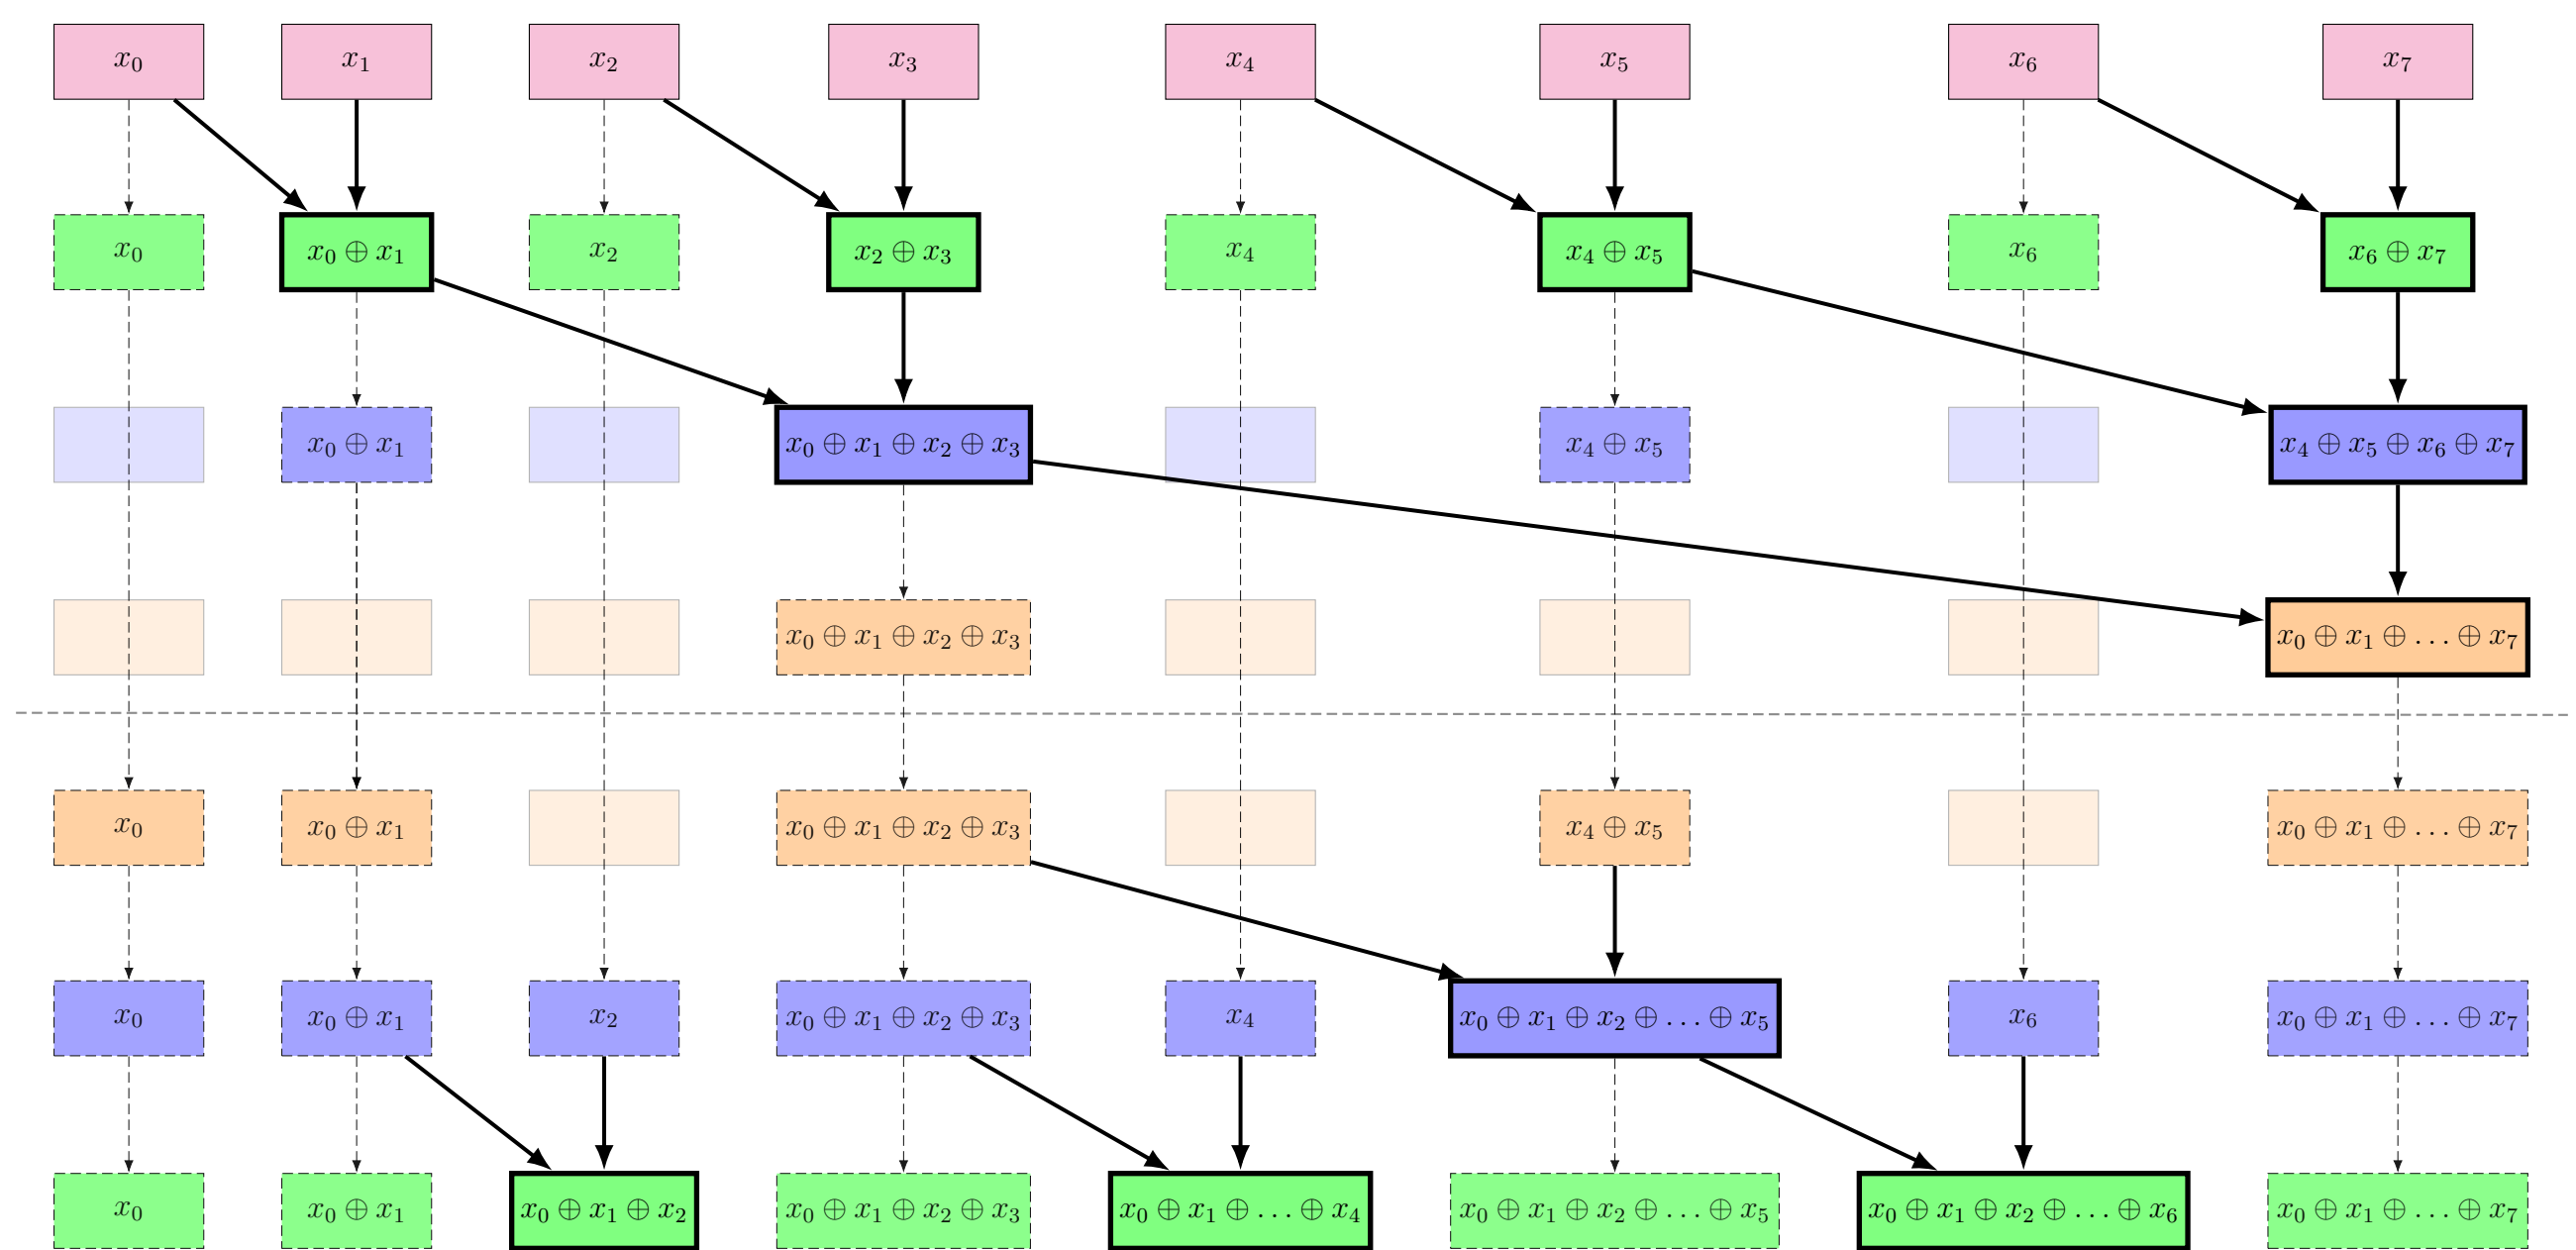 x₀ x₁ x₂ x₃ x₄ x₅ x₆ x₇
x₀ x₀ ⊕ x₁ x₂ x₂ ⊕ x₃ x₄ x₄ ⊕ x₅ x₆ x₆ ⊕ x₇
x₀ ⊕ x₁ x₀ ⊕ x₁ ⊕ x₂ ⊕ x₃ x₄ ⊕ x₅ x₄ ⊕ x₅ ⊕ x₆ ⊕ x₇
x₀ ⊕ x₁ ⊕ x₂ ⊕ x₃ x₀ ⊕ x₁ ⊕ … ⊕ x₇
x₀ x₀ ⊕ x₁ x₀ ⊕ x₁ ⊕ x₂ ⊕ x₃ x₄ ⊕ x₅ x₀ ⊕ x₁ ⊕ … ⊕ x₇
x₀ x₀ ⊕ x₁ x₂ x₀ ⊕ x₁ ⊕ x₂ ⊕ x₃ x₄ x₀ ⊕ x₁ ⊕ x₂ ⊕ … ⊕ x₅ x₆ x₀ ⊕ x₁ ⊕ … ⊕ x₇
x₀ x₀ ⊕ x₁ x₀ ⊕ x₁ ⊕ x₂ x₀ ⊕ x₁ ⊕ x₂ ⊕ x₃ x₀ ⊕ x₁ ⊕ … ⊕ x₄ x₀ ⊕ x₁ ⊕ x₂ ⊕ … ⊕ x₅ x₀ ⊕ x₁ ⊕ x₂ ⊕ … ⊕ x₆ x₀ ⊕ x₁ ⊕ … ⊕ x₇